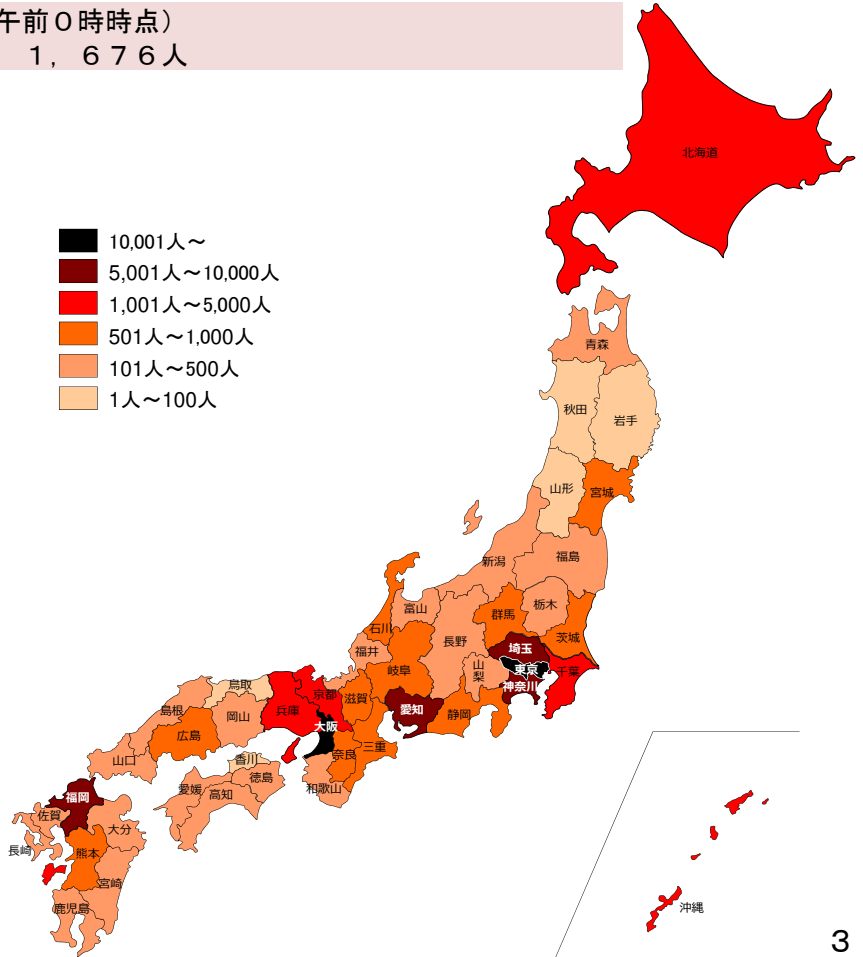 午前０時時点）
１，６７６人
北海道
10,001人～
5,001人～10,000人
1,001人～5,000人
501人～1,000人
101人～500人
1人～100人
青森
秋田
岩手
山形
宮城
新潟
福島
富山
群馬
栃木
石川
長野
茨城
福井
埼玉
岐阜
山梨
東京
千葉
神奈川
鳥取
京都
滋賀
島根
岡山
兵庫
愛知
静岡
広島
大阪
三重
奈良
山口
香川
徳島
和歌山
愛媛
高知
福岡
佐賀
大分
長崎
熊本
宮崎
鹿児島
沖縄
3